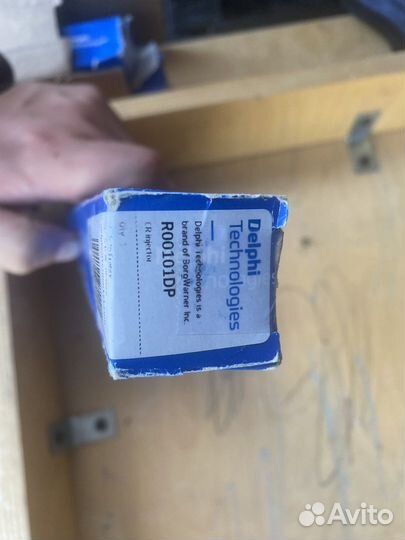 Delphi
Technologies
Delphi Technologies is a
brand of BorgWarner Inc.
R00101DP
CR injector
Avito